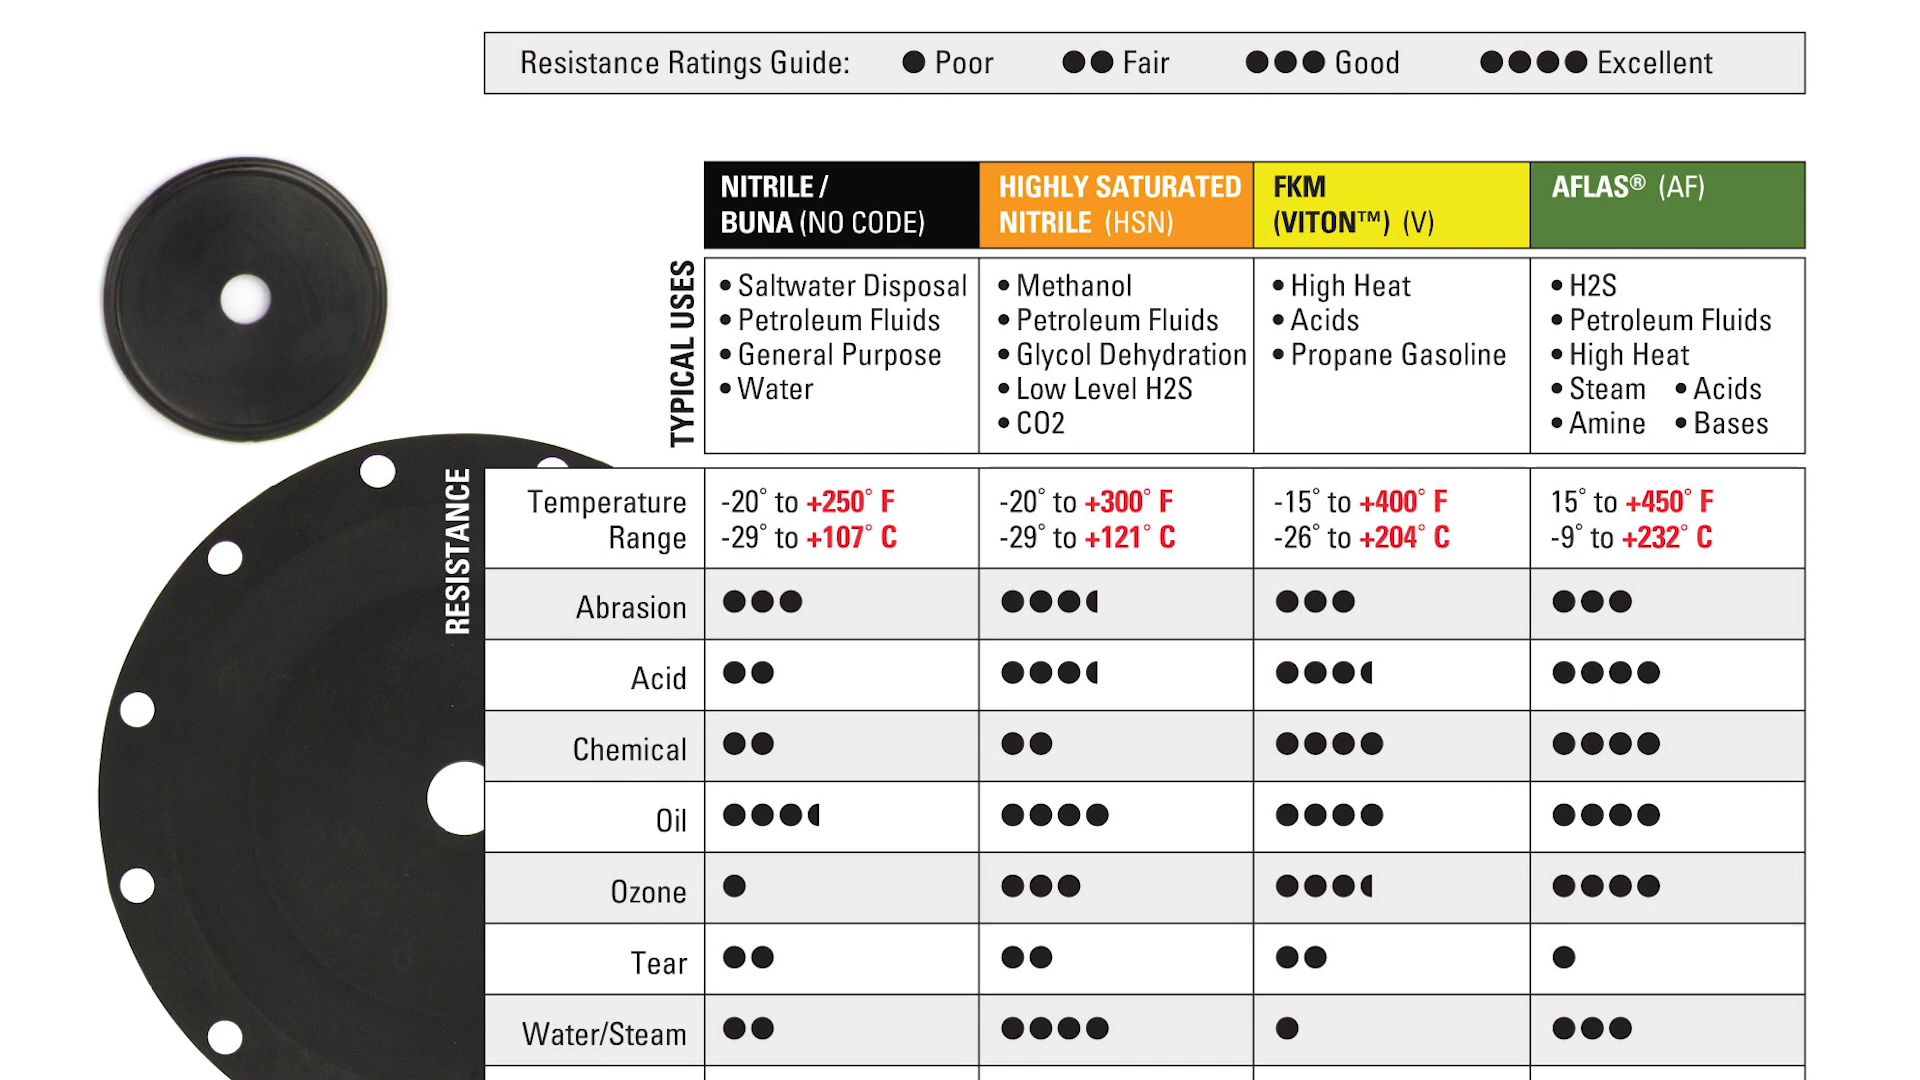 Resistance Ratings Guide: ● Poor ●● Fair ●●● Good ●●●● Excellent
NITRILE /
BUNA (NO CODE)
HIGHLY SATURATED
NITRILE (HSN)
FKM
(VITON™) (V)
AFLAS® (AF)
TYPICAL USES
• Saltwater Disposal
• Petroleum Fluids
• General Purpose
• Water
• Methanol
• Petroleum Fluids
• Glycol Dehydration
• Low Level H2S
• CO2
• High Heat
• Acids
• Propane Gasoline
• H2S
• Petroleum Fluids
• High Heat
• Steam • Acids
• Amine • Bases
RESISTANCE
Temperature
Range
-20° to +250° F
-29° to +107° C
-20° to +300° F
-29° to +121° C
-15° to +400° F
-26° to +204° C
15° to +450° F
-9° to +232° C
Abrasion
Acid
Chemical
Oil
Ozone
Tear
Water/Steam